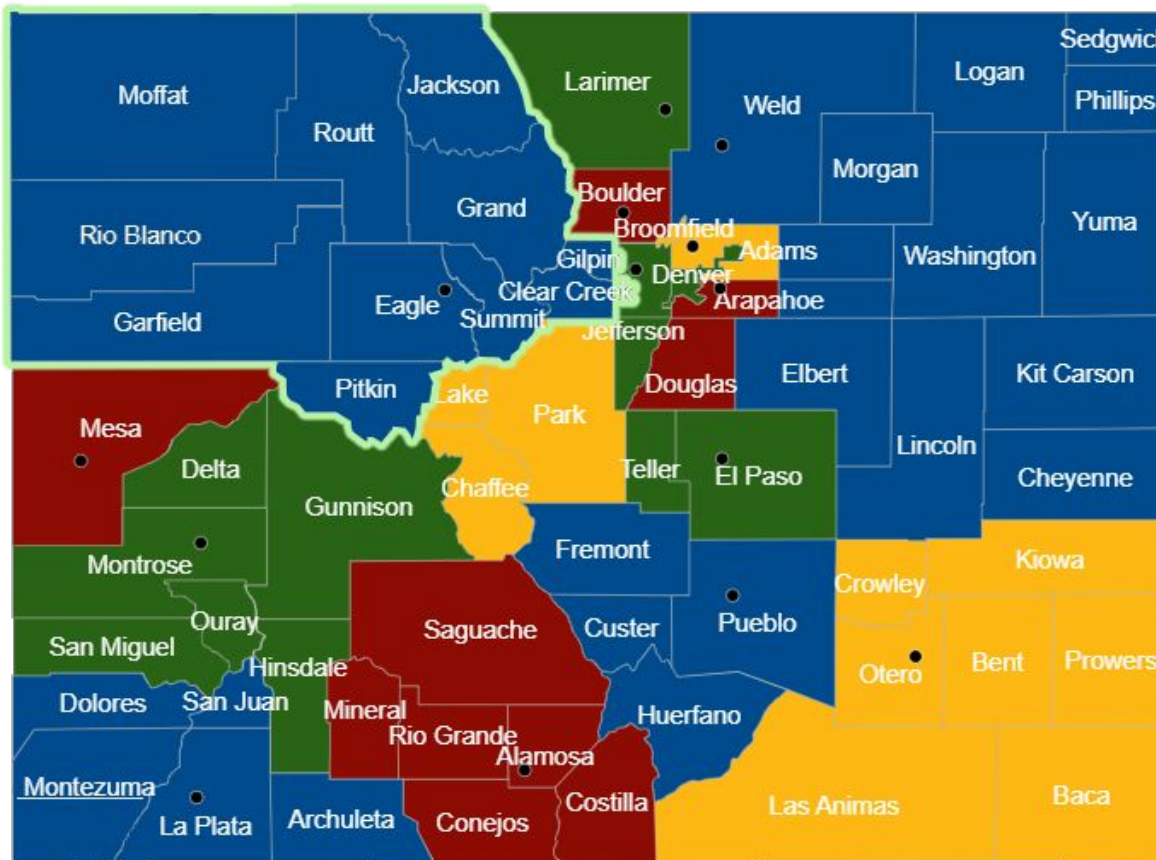 Moffat
Jackson
Routt
Larimer
Weld
Logan
Sedgwic
Phillips
Morgan
Boulder
Grand
Yuma
Rio Blanco
Broomfield
Adams
Washington
Gilpin
Denver
Clear Creek
Arapahoe
Eagle
Summit
Garfield
Jefferson
Pitkin
Lake
Park
Douglas
Elbert
Kit Carson
Mesa
Lincoln
Delta
Teller
El Paso
Cheyenne
Gunnison
Chaffee
Fremont
Montrose
Kiowa
Crowley
Ouray
Saguache
Custer
Pueblo
San Miguel
Hinsdale
Otero
Bent
Prowers
Dolores
San Juan
Mineral
Rio Grande
Huerfano
Alamosa
Montezuma
La Plata
Archuleta
Conejos
Costilla
Las Animas
Baca